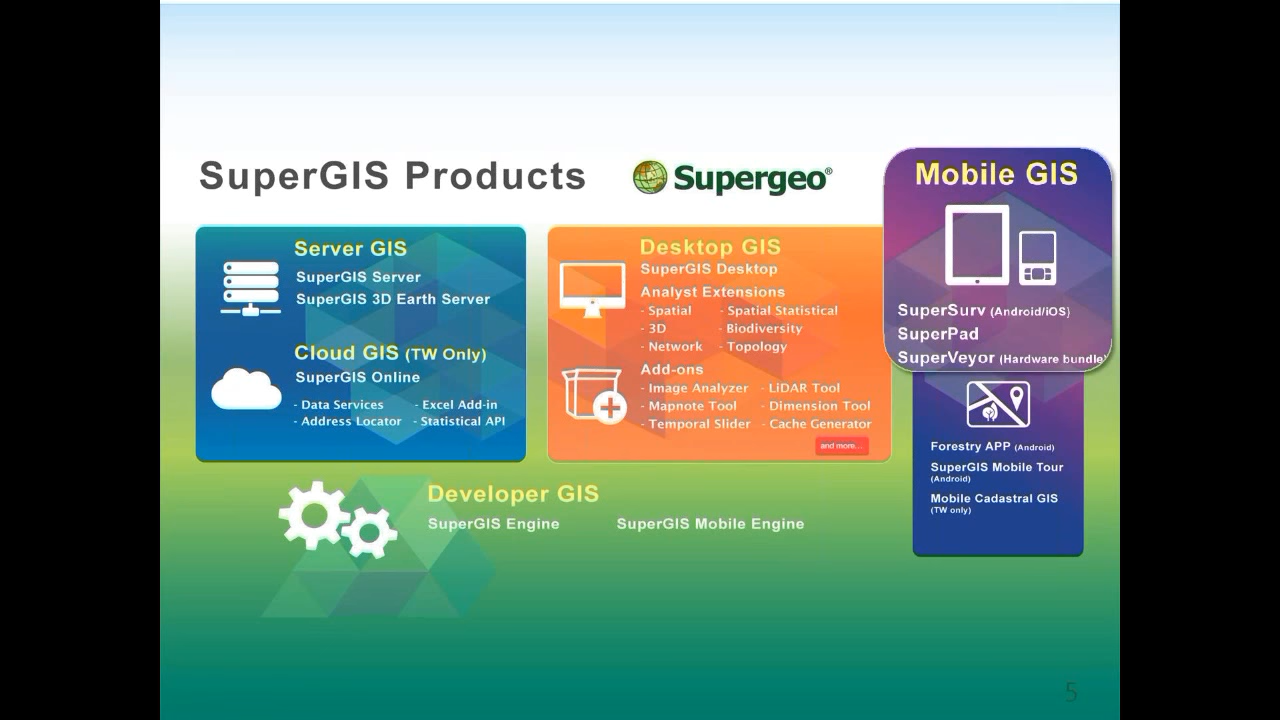 SuperGIS Products
Supergeo®
Server GIS
SuperGIS Server
SuperGIS 3D Earth Server
Cloud GIS (TW Only)
SuperGIS Online
- Data Services - Excel Add-in
- Address Locator - Statistical API
Desktop GIS
SuperGIS Desktop
Analyst Extensions
- Spatial - Spatial Statistical
- 3D - Biodiversity
- Network - Topology
Add-ons
- Image Analyzer - LiDAR Tool
- Mapnote Tool - Dimension Tool
- Temporal Slider - Cache Generator
and more...
Mobile GIS
SuperSurv (Android/iOS)
SuperPad
SuperVeyor (Hardware bundle)
Forestry APP (Android)
SuperGIS Mobile Tour
(Android)
Mobile Cadastral GIS
(TW only)
Developer GIS
SuperGIS Engine SuperGIS Mobile Engine
5